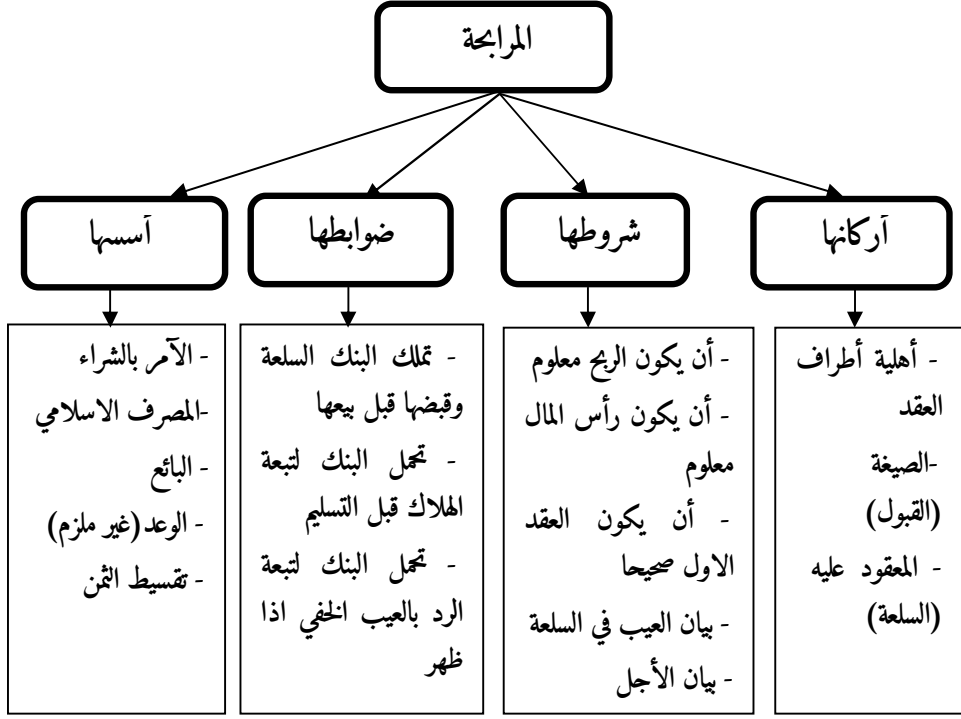 المرابحة
آركانها
شروطها
ضوابطها
آسسها
- أهلية أطراف
العقد
-الصيغة
(القبول)
- المعقود عليه
(السلعة)
- أن يكون الربح معلوم
- أن يكون رأس المال
معلوم
- أن يكون العقد
الاول صحيحا
- بيان العيب في السلعة
- بيان الأجل
- تملك البنك السلعة
وقبضها قبل بيعها
- تحمل البنك لتبعة
الهلاك قبل التسليم
- تحمل البنك لتبعة
الرد بالعيب الخفي اذا
ظهر
- الآمر بالشراء
-المصرف الاسلامي
- البائع
- الوعد(غير ملزم)
- تقسيط الثمن